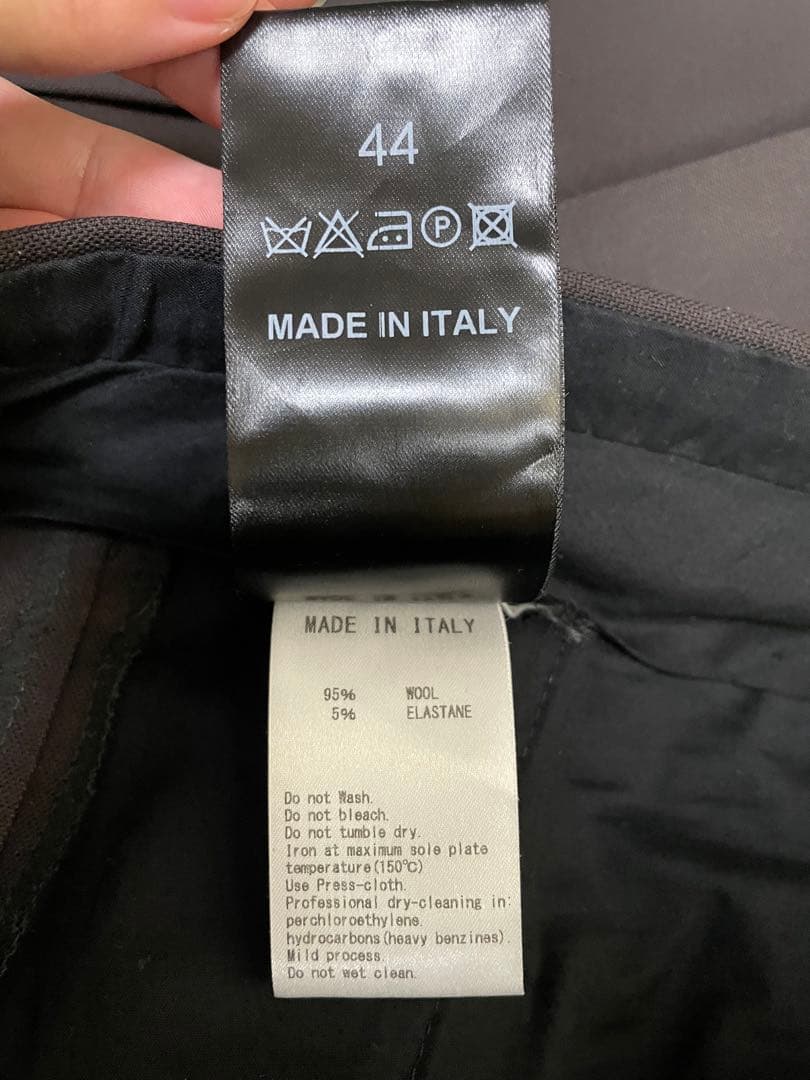 44
P
MADE IN ITALY
MADE IN ITALY
95% WOOL
5% ELASTANE
Do not Wash.
Do not bleach.
Do not tumble dry.
Iron at maximum sole plate
temperature(150℃)
Use Press-cloth.
Professional dry-cleaning in:
perchloroethylene.
hydrocarbons(heavy benzines).
Mild process.
Do not wet clean.